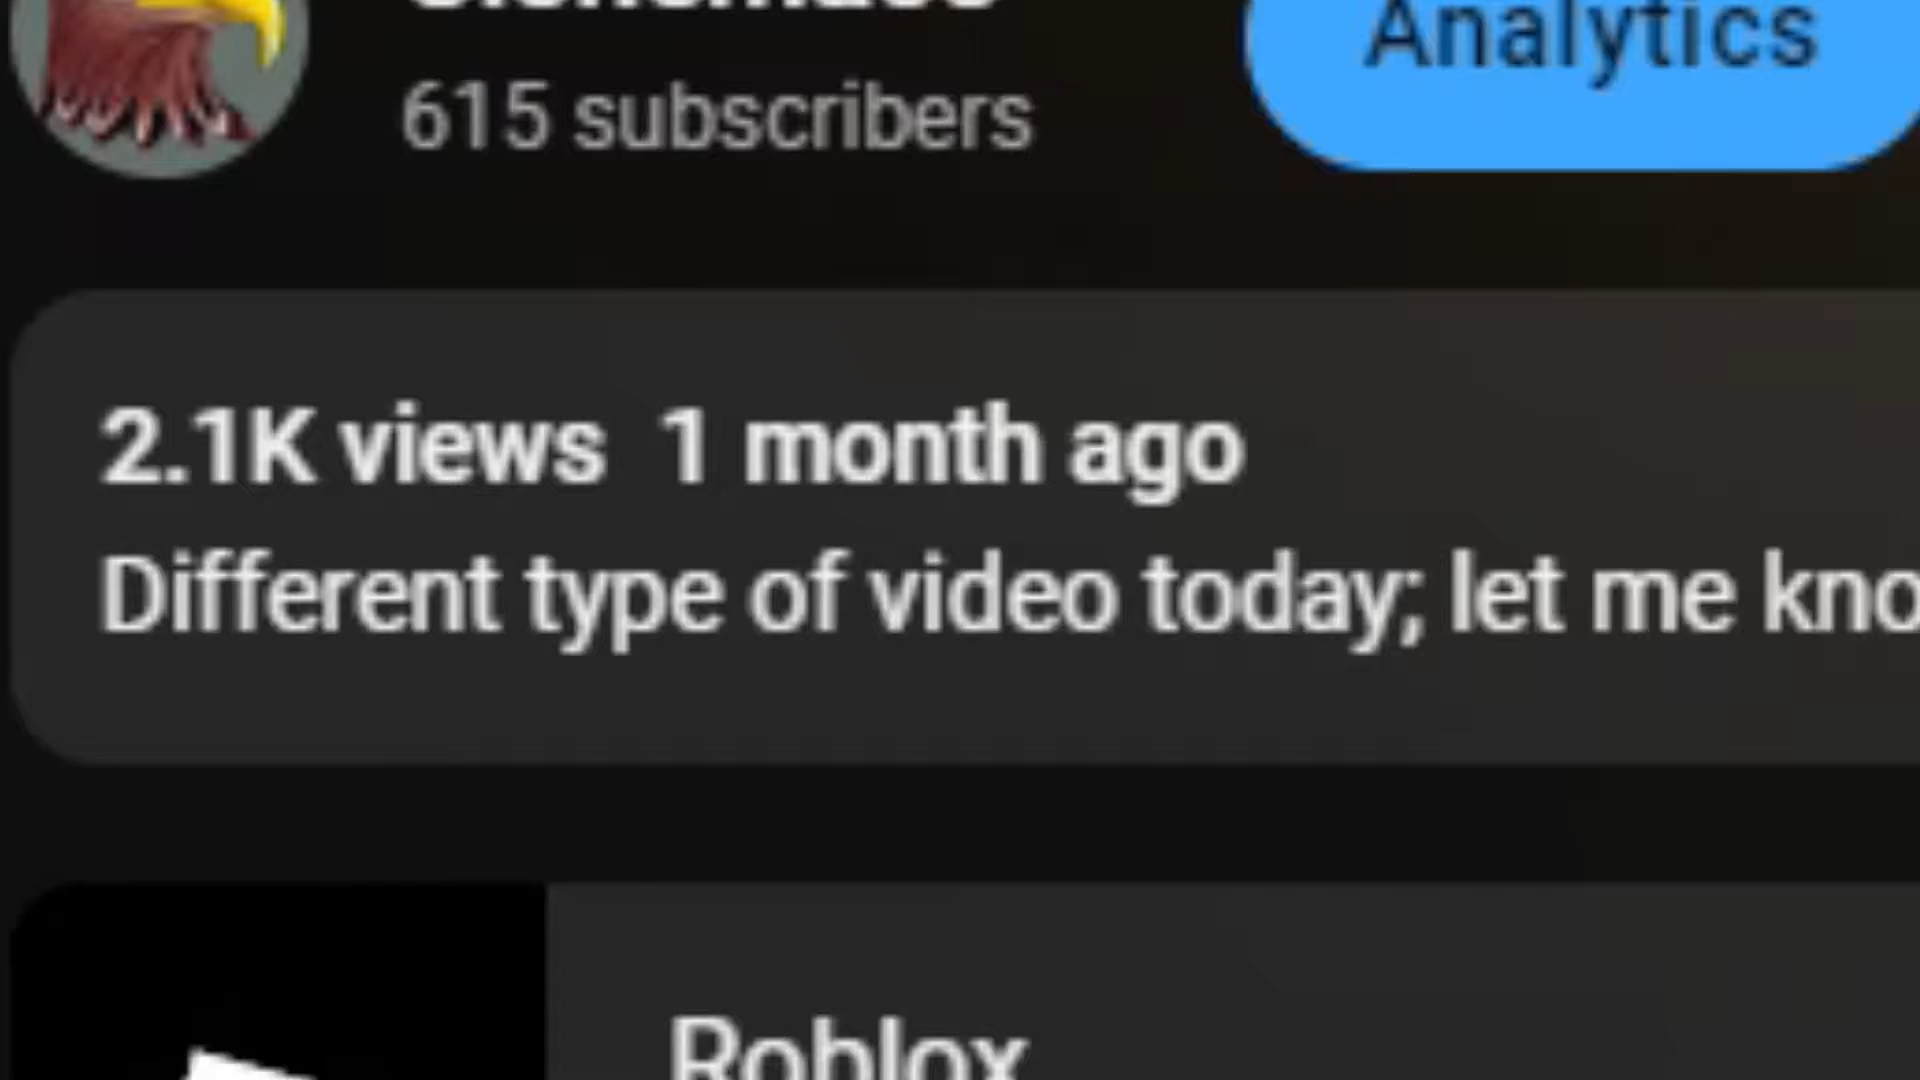 Analytics
615 subscribers
2.1K views 1 month ago
Different type of video today; let me kno
Roblox